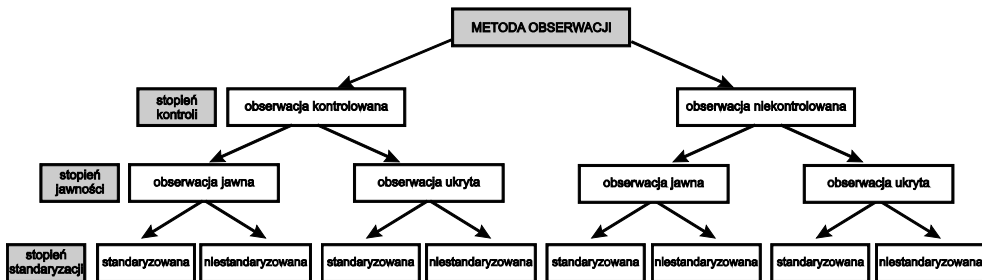 METODA OBSERWACJI
stopień
kontroli
obserwacja kontrolowana
obserwacja niekontrolowana
stopień
jawności
obserwacja jawna
obserwacja ukryta
obserwacja jawna
obserwacja ukryta
stopień
standaryzacji
standaryzowana
niestandaryzowana
standaryzowana
niestandaryzowana
standaryzowana
niestandaryzowana
standaryzowana
niestandaryzowana